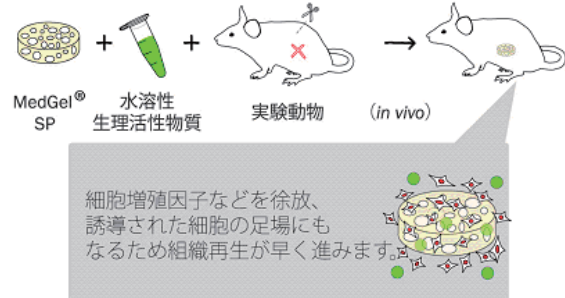 MedGel®
SP
水溶性
生理活性物質
実験動物
(in vivo)
細胞増殖因子などを徐放、
誘導された細胞の足場にも
なるため組織再生が早く進みます。